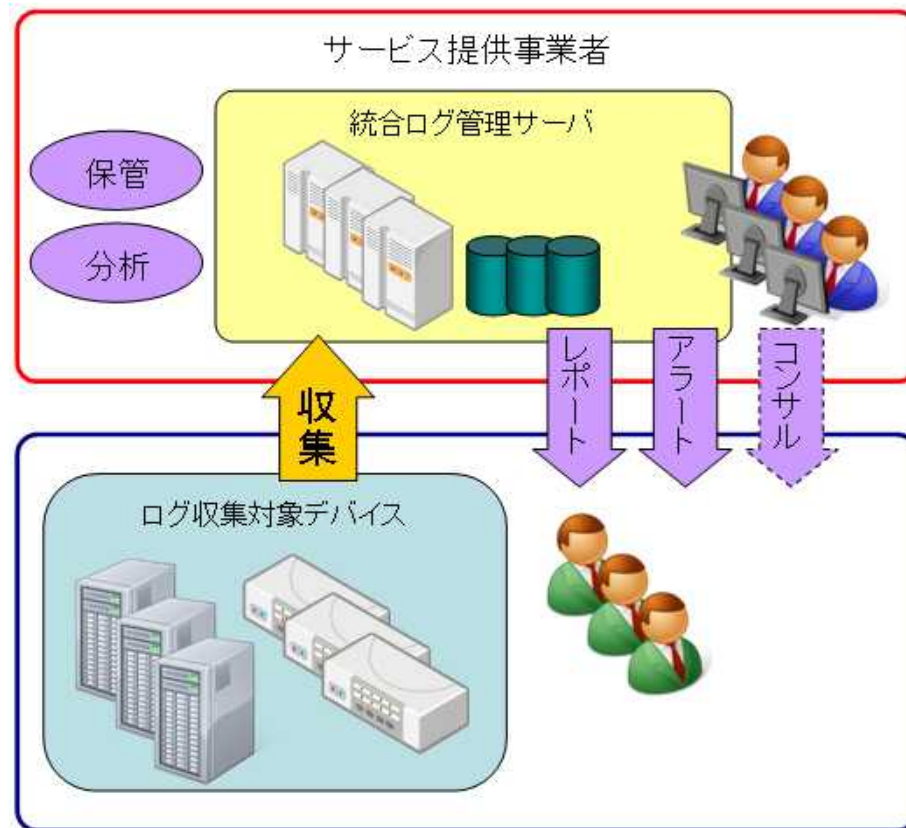 サービス提供事業者
統合ログ管理サーバ
保管
分析
レポート
アラート
コンサル
収集
ログ収集対象デバイス